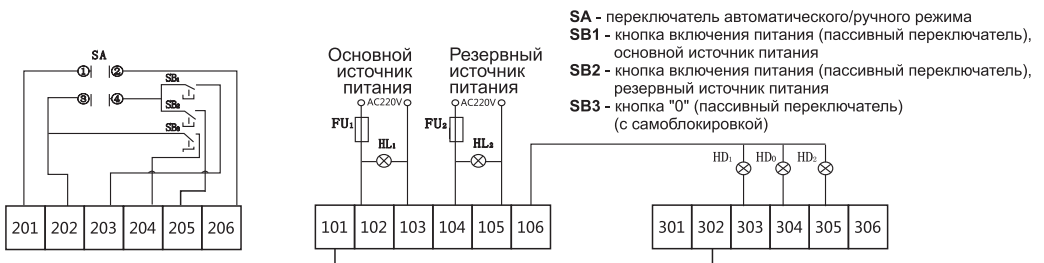 SA - переключатель автоматического/ручного режима
SB1 - кнопка включения питания (пассивный переключатель),
основной источник питания
SB2 - кнопка включения питания (пассивный переключатель),
резервный источник питания
SB3 - кнопка "0" (пассивный переключатель)
(с самоблокировкой)
SA
① ②
③ ④
SB₁
SB₂
SB₃
201 202 203 204 205 206
Основной
источник
питания
AC220V
FU₁
HL₁
Резервный
источник
питания
AC220V
FU₂
HL₂
101 102 103 104 105 106
HD₁ HD₀ HD₂
301 302 303 304 305 306